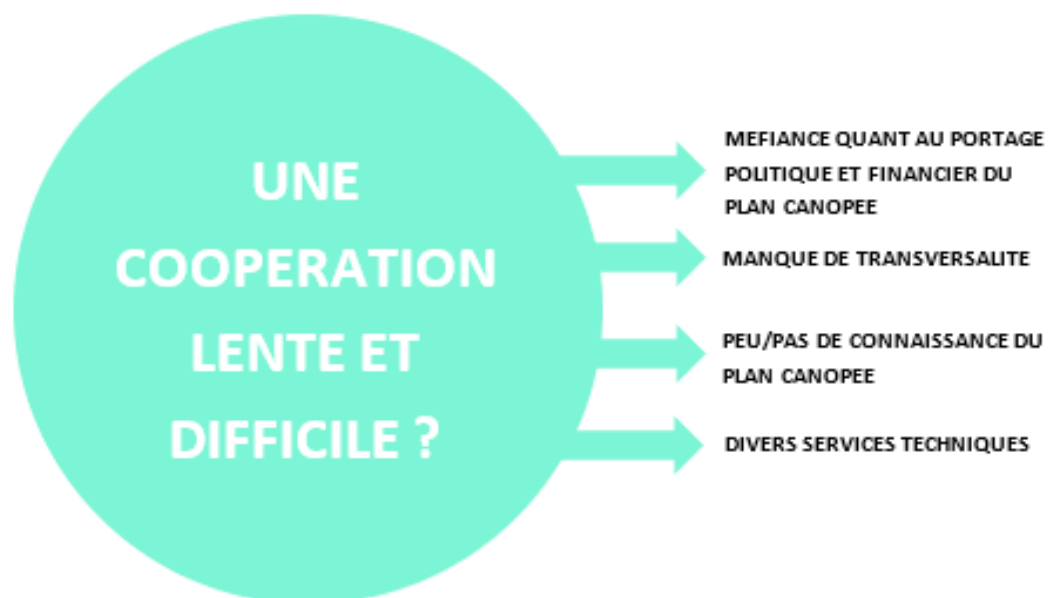 UNE
COOPERATION
LENTE ET
DIFFICILE ?
MEFIANCE QUANT AU PORTAGE
POLITIQUE ET FINANCIER DU
PLAN CANOPEE
MANQUE DE TRANSVERSALITE
PEU/PAS DE CONNAISSANCE DU
PLAN CANOPEE
DIVERS SERVICES TECHNIQUES